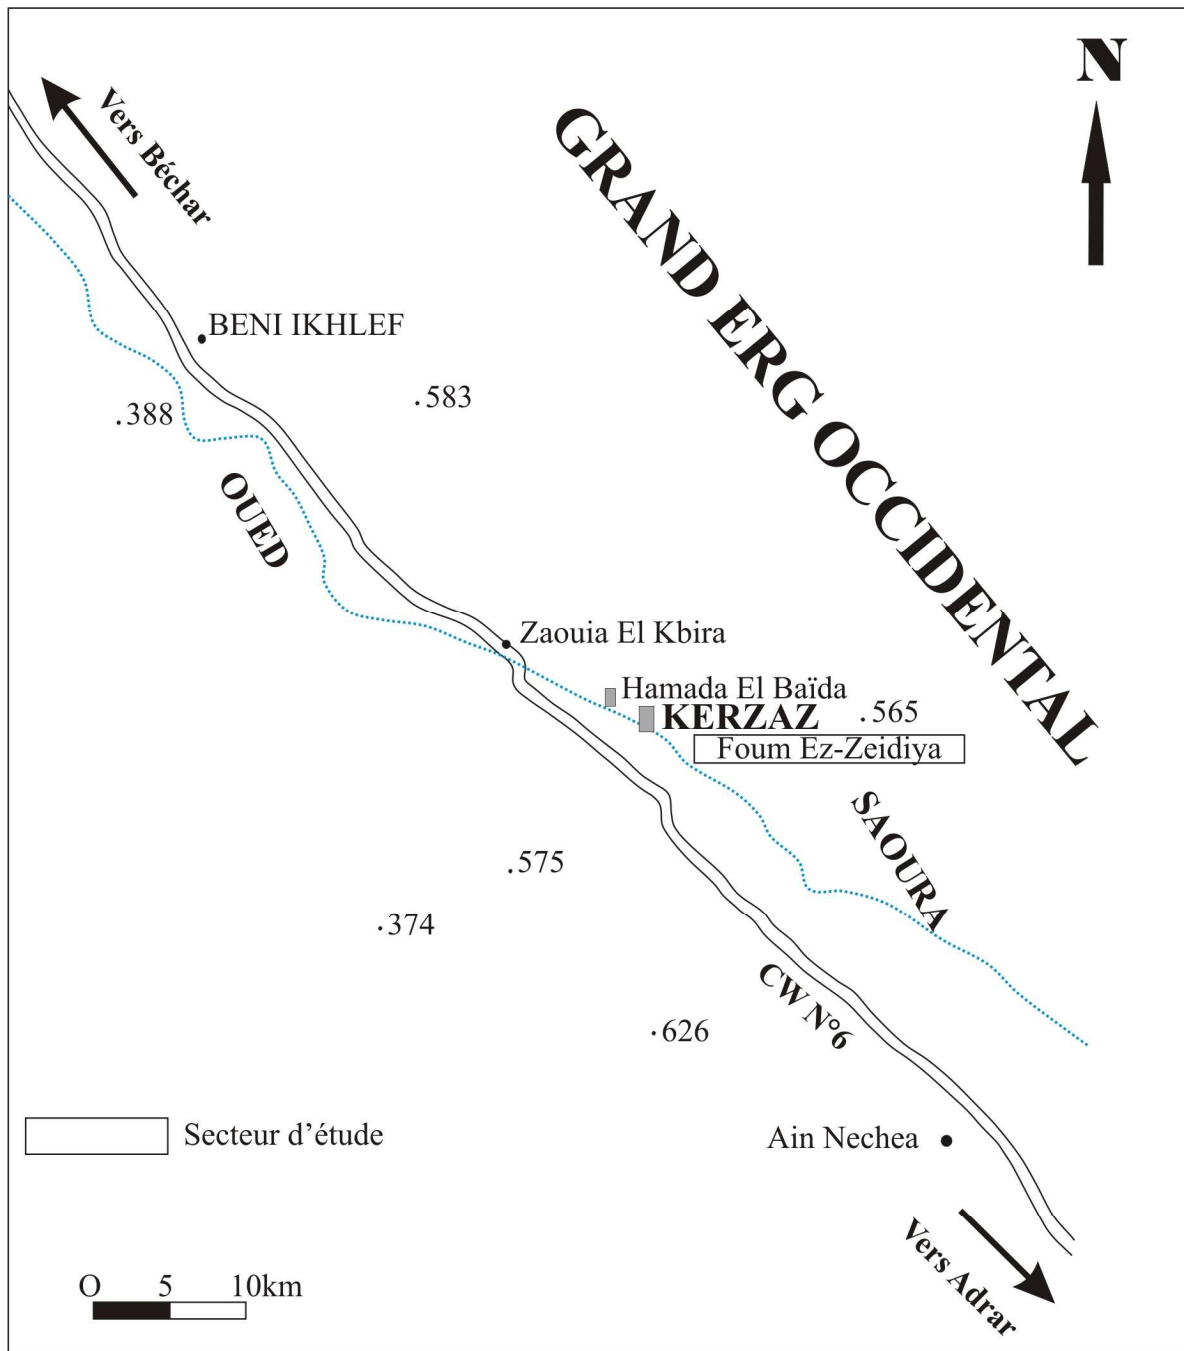 N
Vers Béchar
GRAND ERG OCCIDENTAL
BENI IKHLEF
.583
.388
OUED
Zaouia El Kbira
Hamada El Baïda
KERZAZ
.565
Foum Ez-Zeidiya
SAOURA
.575
.374
CW N°6
.626
Secteur d'étude
Ain Nechea
Vers Adrar
O 5 10km